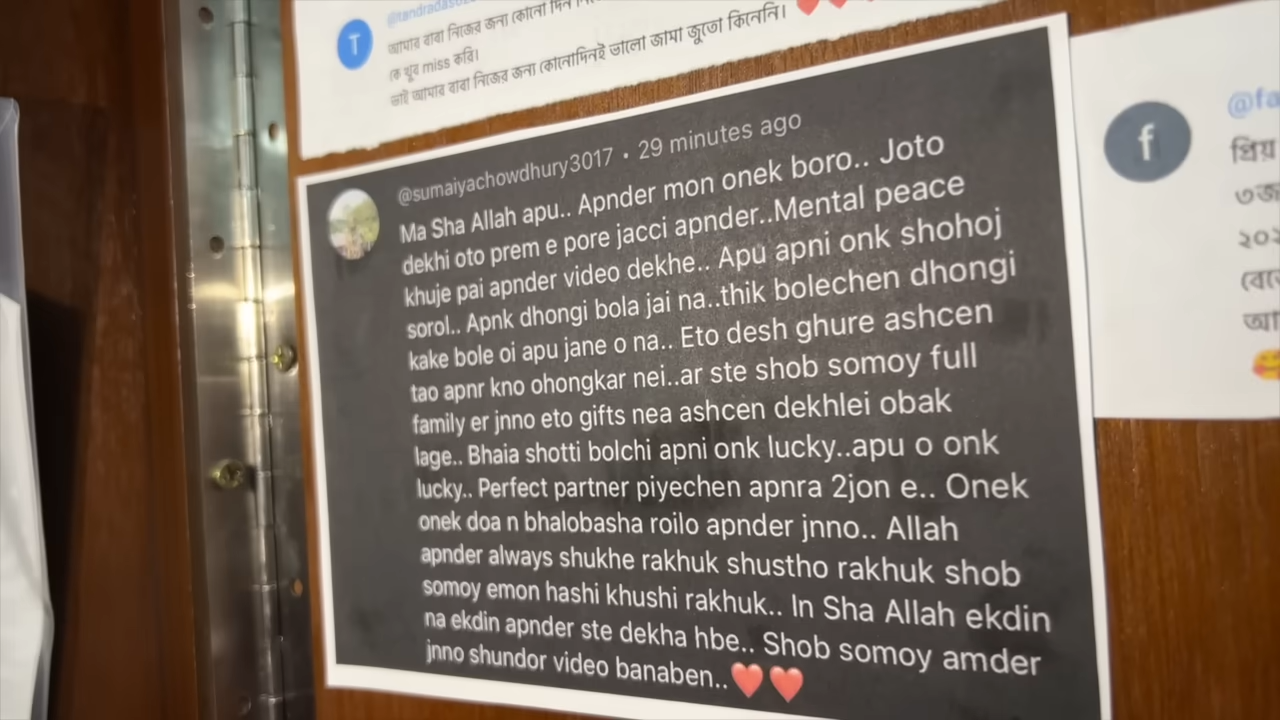 আমার বাবা নিজের জন্য কোনো দিন
কে খুব miss করি।
ভাই আমার বাবা নিজের জন্য কোনোদিনই ভালো জামা জুতো কিনেনি। ❤️
T
@sumaiyachowdhury3017 • 29 minutes ago
Ma Sha Allah apu.. Apnder mon onek boro.. Joto
dekhi oto prem e pore jacci apnder..Mental peace
khuje pai apnder video dekhe.. Apu apni onk shohoj
sorol.. Apnk dhongi bola jai na..thik bolechen dhongi
kake bole oi apu jane o na.. Eto desh ghure ashcen
tao apnr kno ohongkar nei..ar ste shob somoy full
family er jnno eto gifts nea ashcen dekhlei obak
lage.. Bhaia shotti bolchi apni onk lucky..apu o onk
lucky.. Perfect partner piyechen apnra 2jon e.. Onek
onek doa n bhalobasha roilo apnder jnno.. Allah
apnder always shukhe rakhuk shustho rakhuk shob
somoy emon hashi khushi rakhuk.. In Sha Allah ekdin
na ekdin apnder ste dekha hbe.. Shob somoy amder
jnno shundor video banaben..❤️❤️
f
@fa
প্রিয়